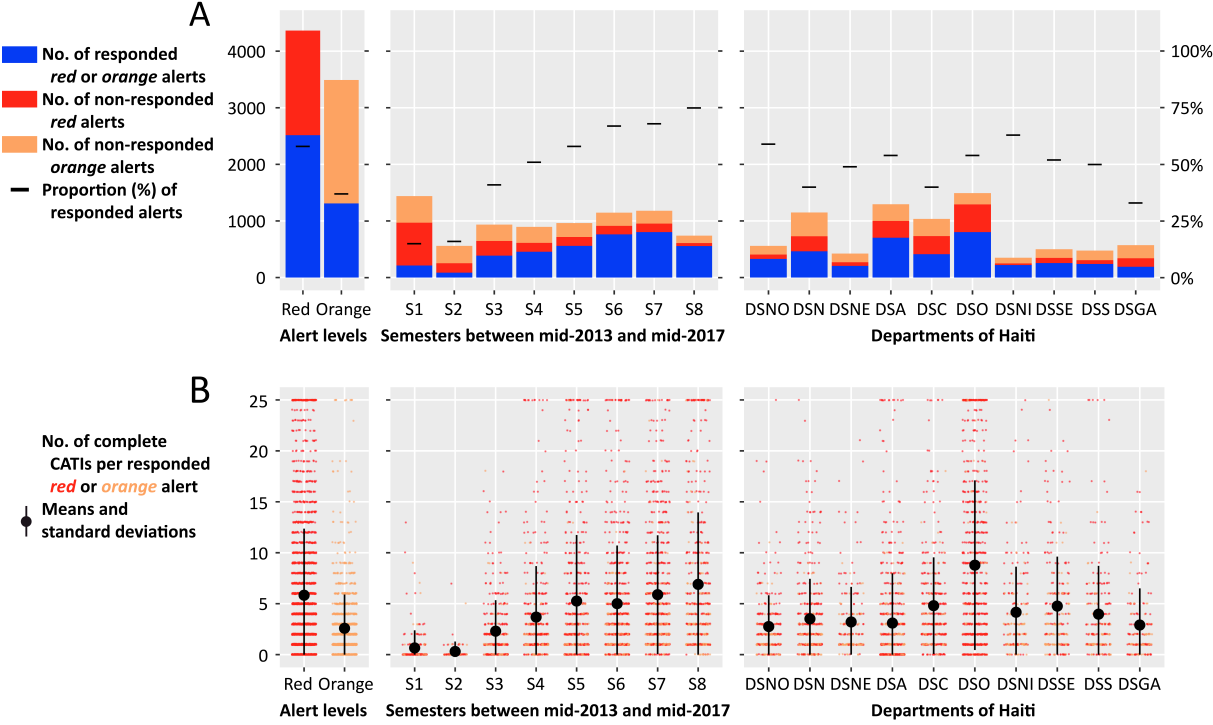 A
No. of responded
red or orange alerts
No. of non-responded
red alerts
No. of non-responded
orange alerts
Proportion (%) of
responded alerts
4000
3000
2000
1000
0
100%
75%
50%
25%
0%
Red Orange
S1 S2 S3 S4 S5 S6 S7 S8
DSNO DSN DSNE DSA DSC DSO DSNI DSSE DSS DSGA
Alert levels
Semesters between mid-2013 and mid-2017
Departments of Haiti
B
No. of complete
CATIs per responded
red or orange alert
Means and
standard deviations
25
20
15
10
5
0
Red Orange
S1 S2 S3 S4 S5 S6 S7 S8
DSNO DSN DSNE DSA DSC DSO DSNI DSSE DSS DSGA
Alert levels
Semesters between mid-2013 and mid-2017
Departments of Haiti